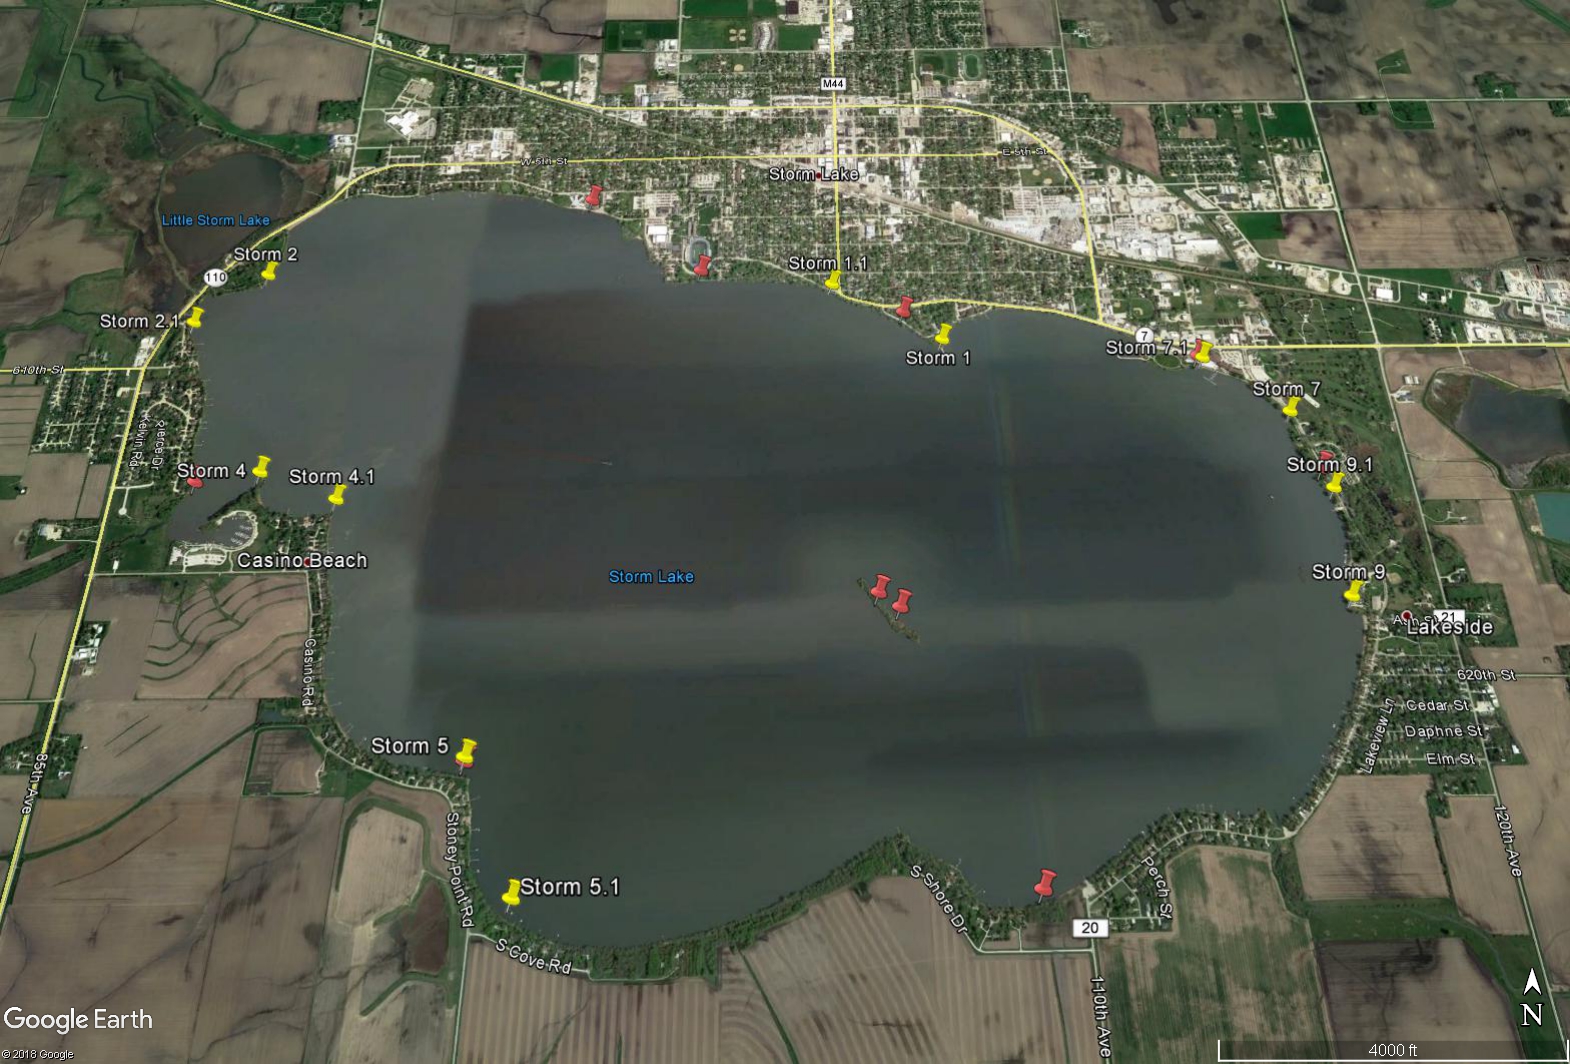 M44
W 5th St
E 5th St
Storm Lake
Little Storm Lake
Storm 2
110
Storm 1.1
Storm 2.1
7
Storm 7.1
Storm 1
610th St
Storm 7
Kelvin Rd
Pierce Dr
Storm 4
Storm 4.1
Storm 9.1
Casino Beach
Storm Lake
Storm 9
21
Lakeside
Casino Rd
620th St
Cedar St
Lakeview Ln
Daphne St
Elm St
Storm 5
85th Ave
Stoney Point Rd
120th Ave
Storm 5.1
S Shore Dr
Perch St
20
S Cove Rd
110th Ave
Google Earth
N
© 2018 Google
4000 ft